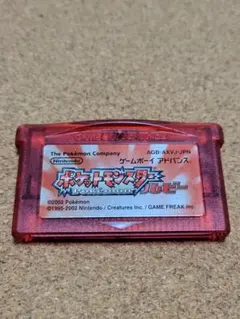 The Pokémon Company AGB-AXVJ-JPN
Nintendo
ゲームボーイ アドバンス
ポケットモンスター
ルビー
©2002 Pokémon
©1995-2002 Nintendo / Creatures Inc. / GAME FREAK Inc.